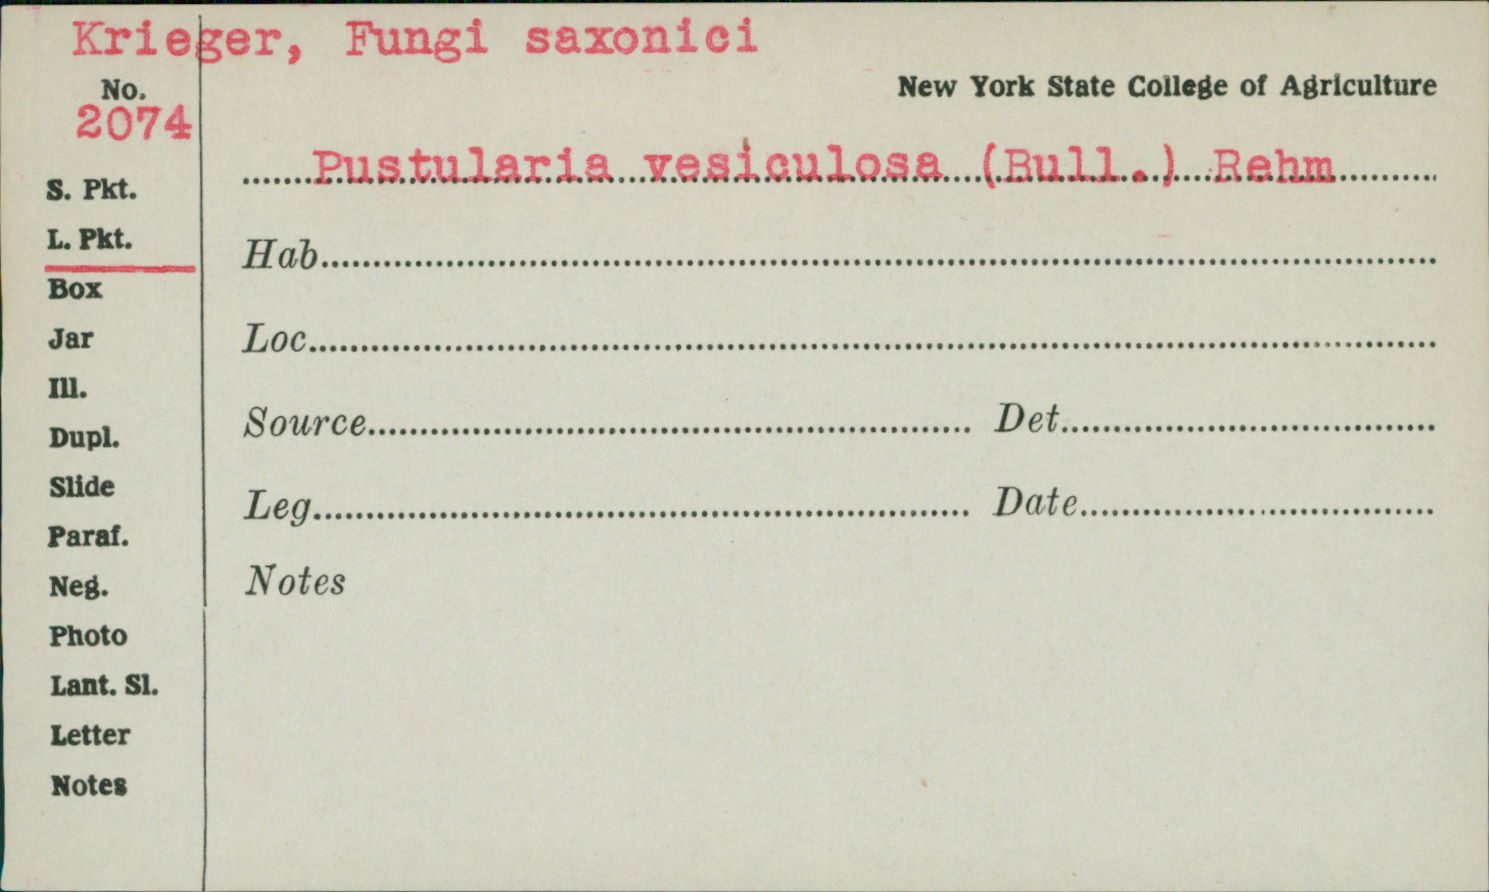 Krieger, Fungi saxonici
New York State College of Agriculture
No.
2074
Pustularia vesiculosa (Bull.) Rehm
S. Pkt.
L. Pkt.
Box
Jar
Ill.
Dupl.
Slide
Paraf.
Neg.
Photo
Lant. Sl.
Letter
Notes
Hab.
Loc.
Source. Det.
Leg. Date.
Notes